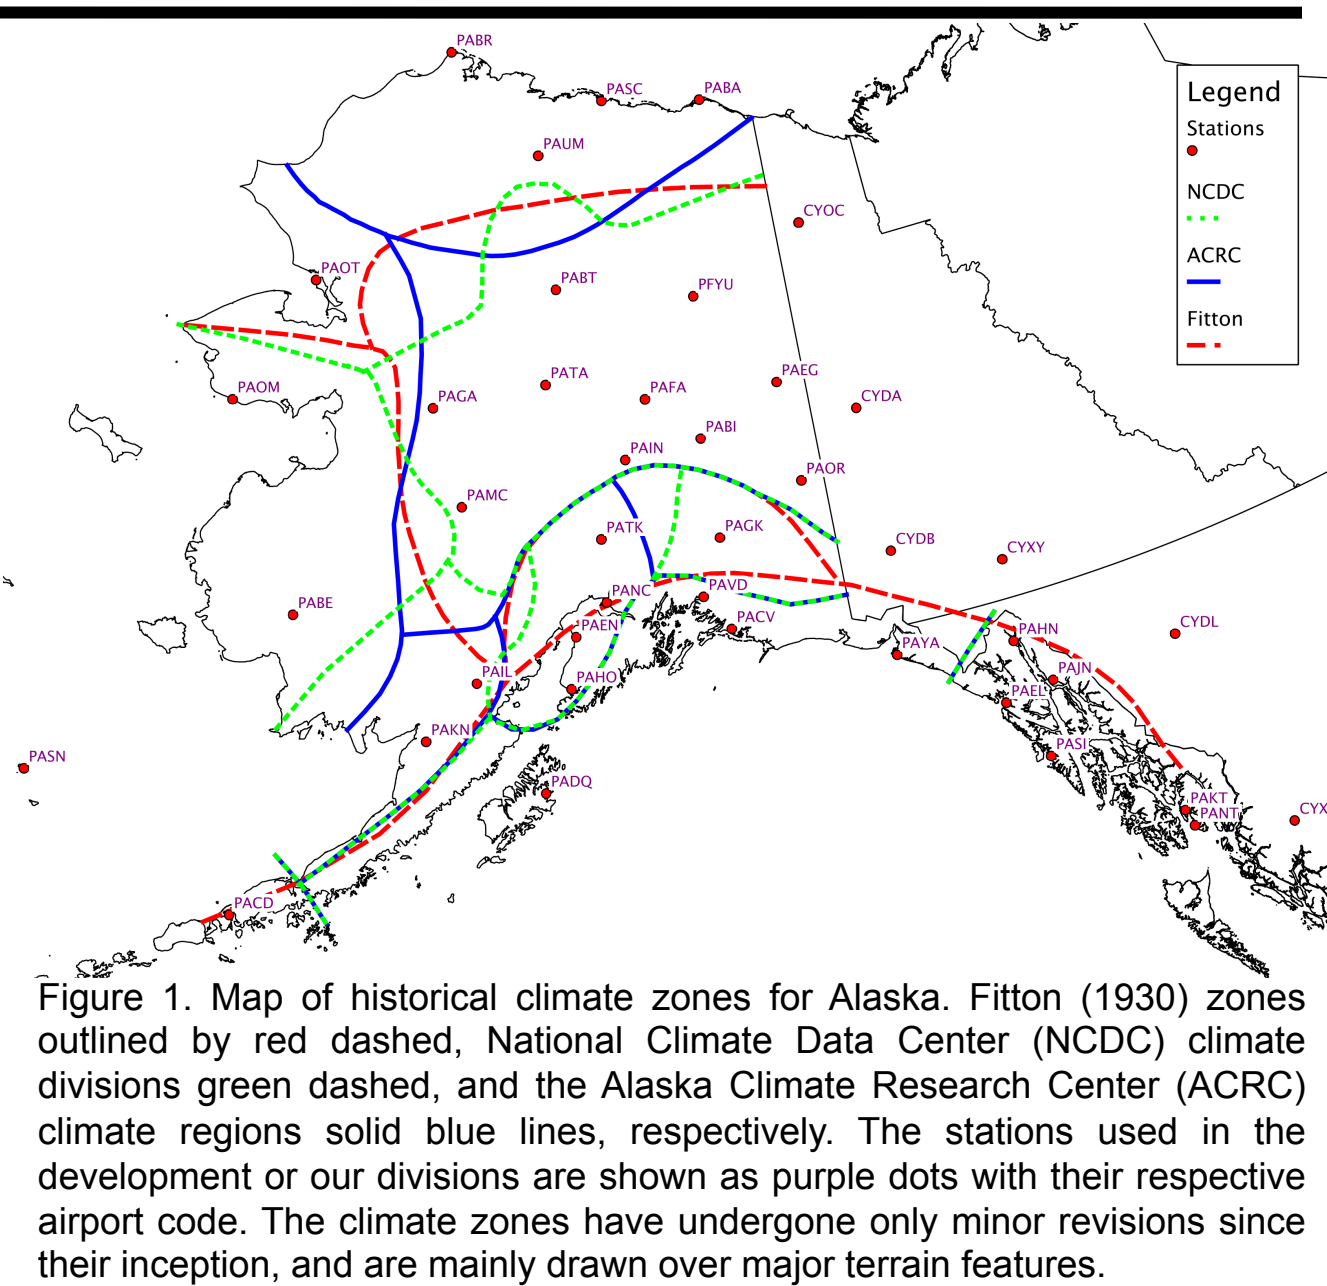 PABR
PASC
PABA
PAUM
Legend
Stations
NCDC
ACRC
Fitton
CYOC
PAOT
PABT
PFYU
PAOM
PAGA
PATA
PAFA
PAEG
CYDA
PABI
PAIN
PAOR
PAMC
PATK
PAGK
CYDB
CYXY
PABE
PANC
PAVD
PAEN
PACV
PAYA
PAHN
CYDL
PAIL
PAHO
PAJN
PAEL
PAKN
PASI
PASN
PADQ
PAKT
PANT
CYX
PACD
Figure 1. Map of historical climate zones for Alaska. Fitton (1930) zones
outlined by red dashed, National Climate Data Center (NCDC) climate
divisions green dashed, and the Alaska Climate Research Center (ACRC)
climate regions solid blue lines, respectively. The stations used in the
development or our divisions are shown as purple dots with their respective
airport code. The climate zones have undergone only minor revisions since
their inception, and are mainly drawn over major terrain features.